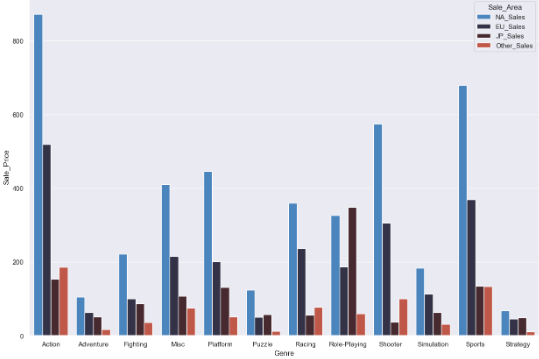 Sale_Area
NA_Sales
EU_Sales
JP_Sales
Other_Sales
800
600
400
200
0
Sale_Price
Action Adventure Fighting Misc Platform Puzzle Racing Role-Playing Shooter Simulation Sports Strategy
Genre